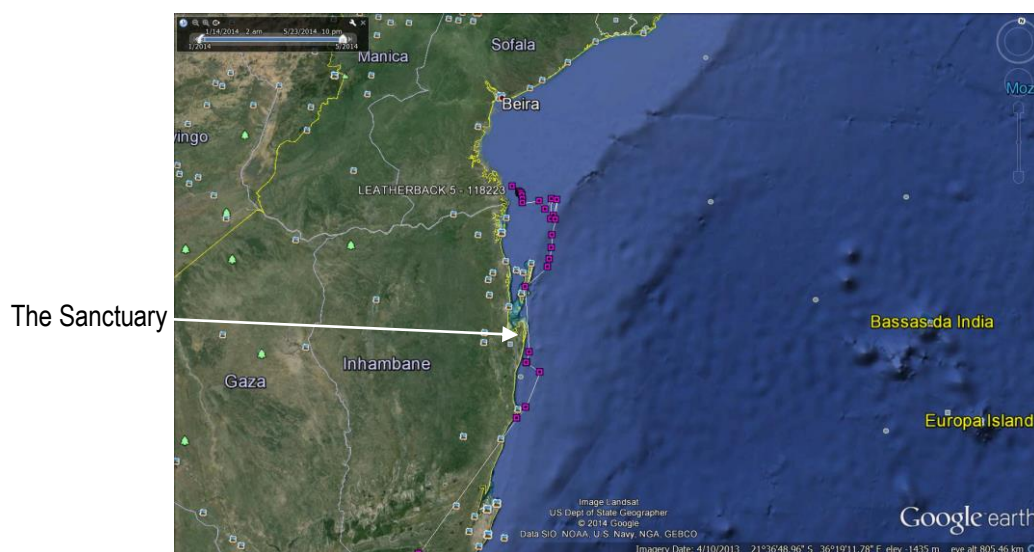 1/14/2014 2 am 5/23/2014 10 pm
1/2014 5/2014
Manica
Sofala
Beira
Moz
vingo
LEATHERBACK 5 - 118223
The Sanctuary
Bassas da India
Inhambane
Gaza
Europa Island
Image Landsat
US Dept of State Geographer
© 2014 Google
Data SIO, NOAA, U.S. Navy, NGA, GEBCO
Google earth
Imagery Date: 4/10/2013 21°36'48.96" S 36°19'11.78" E elev -1435 m eye alt 805.46 km